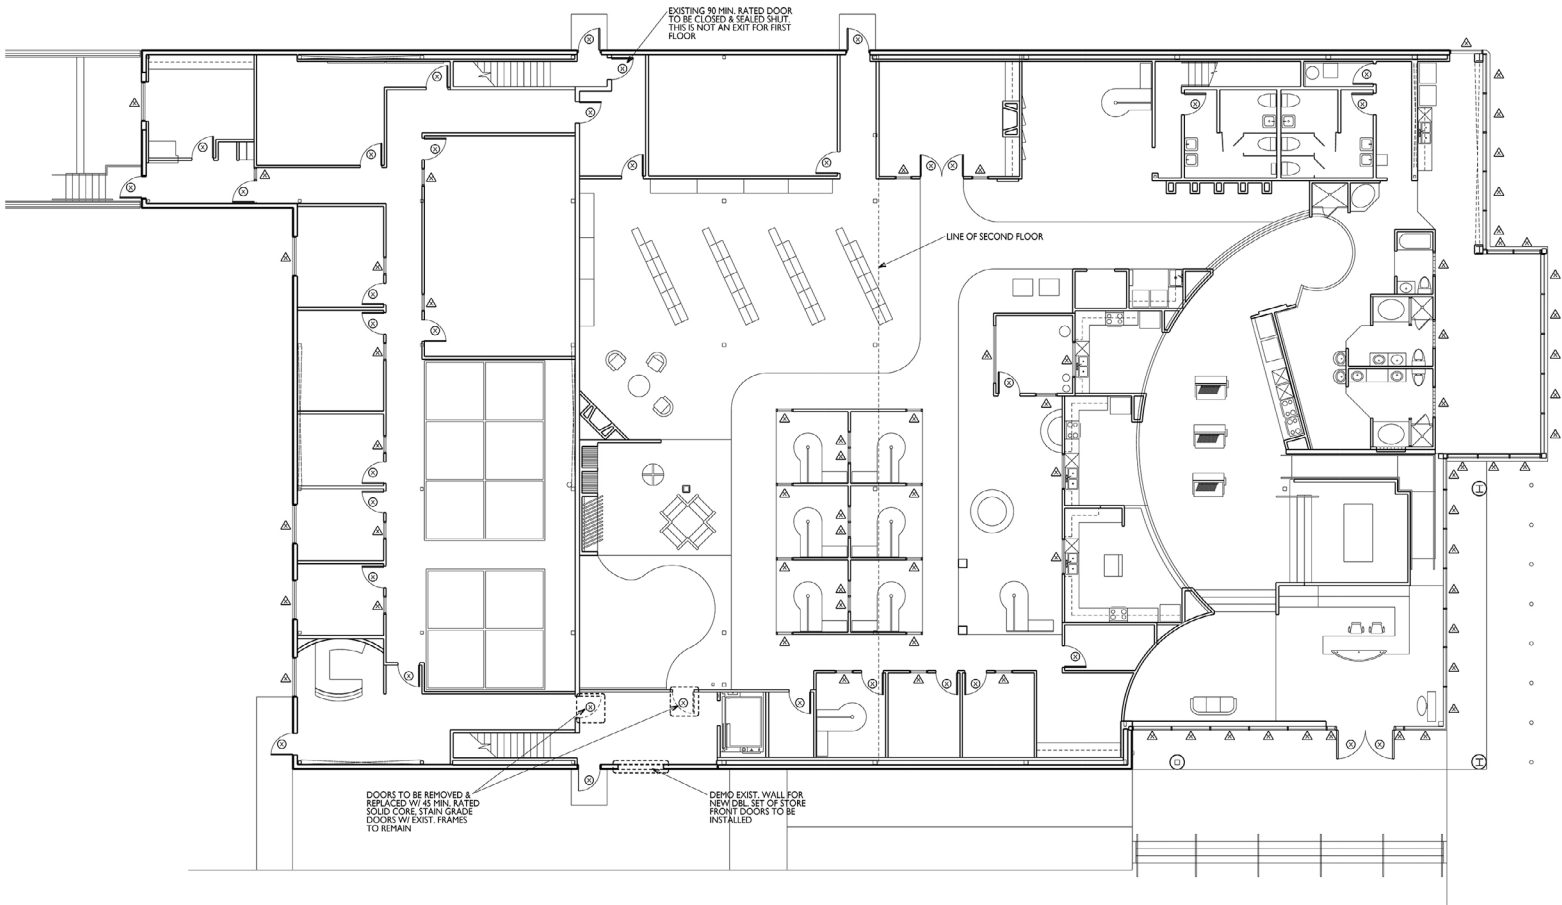 EXISTING 90 MIN. RATED DOOR
TO BE CLOSED & SEALED SHUT.
THIS IS NOT AN EXIT FOR FIRST
FLOOR
LINE OF SECOND FLOOR
DOORS TO BE REMOVED &
REPLACED W/ 45 MIN. RATED
SOLID CORE, STAIN GRADE
DOORS W/ EXIST. FRAMES
TO REMAIN
DEMO EXIST. WALL FOR
NEW DBL. SET OF STORE
FRONT DOORS TO BE
INSTALLED